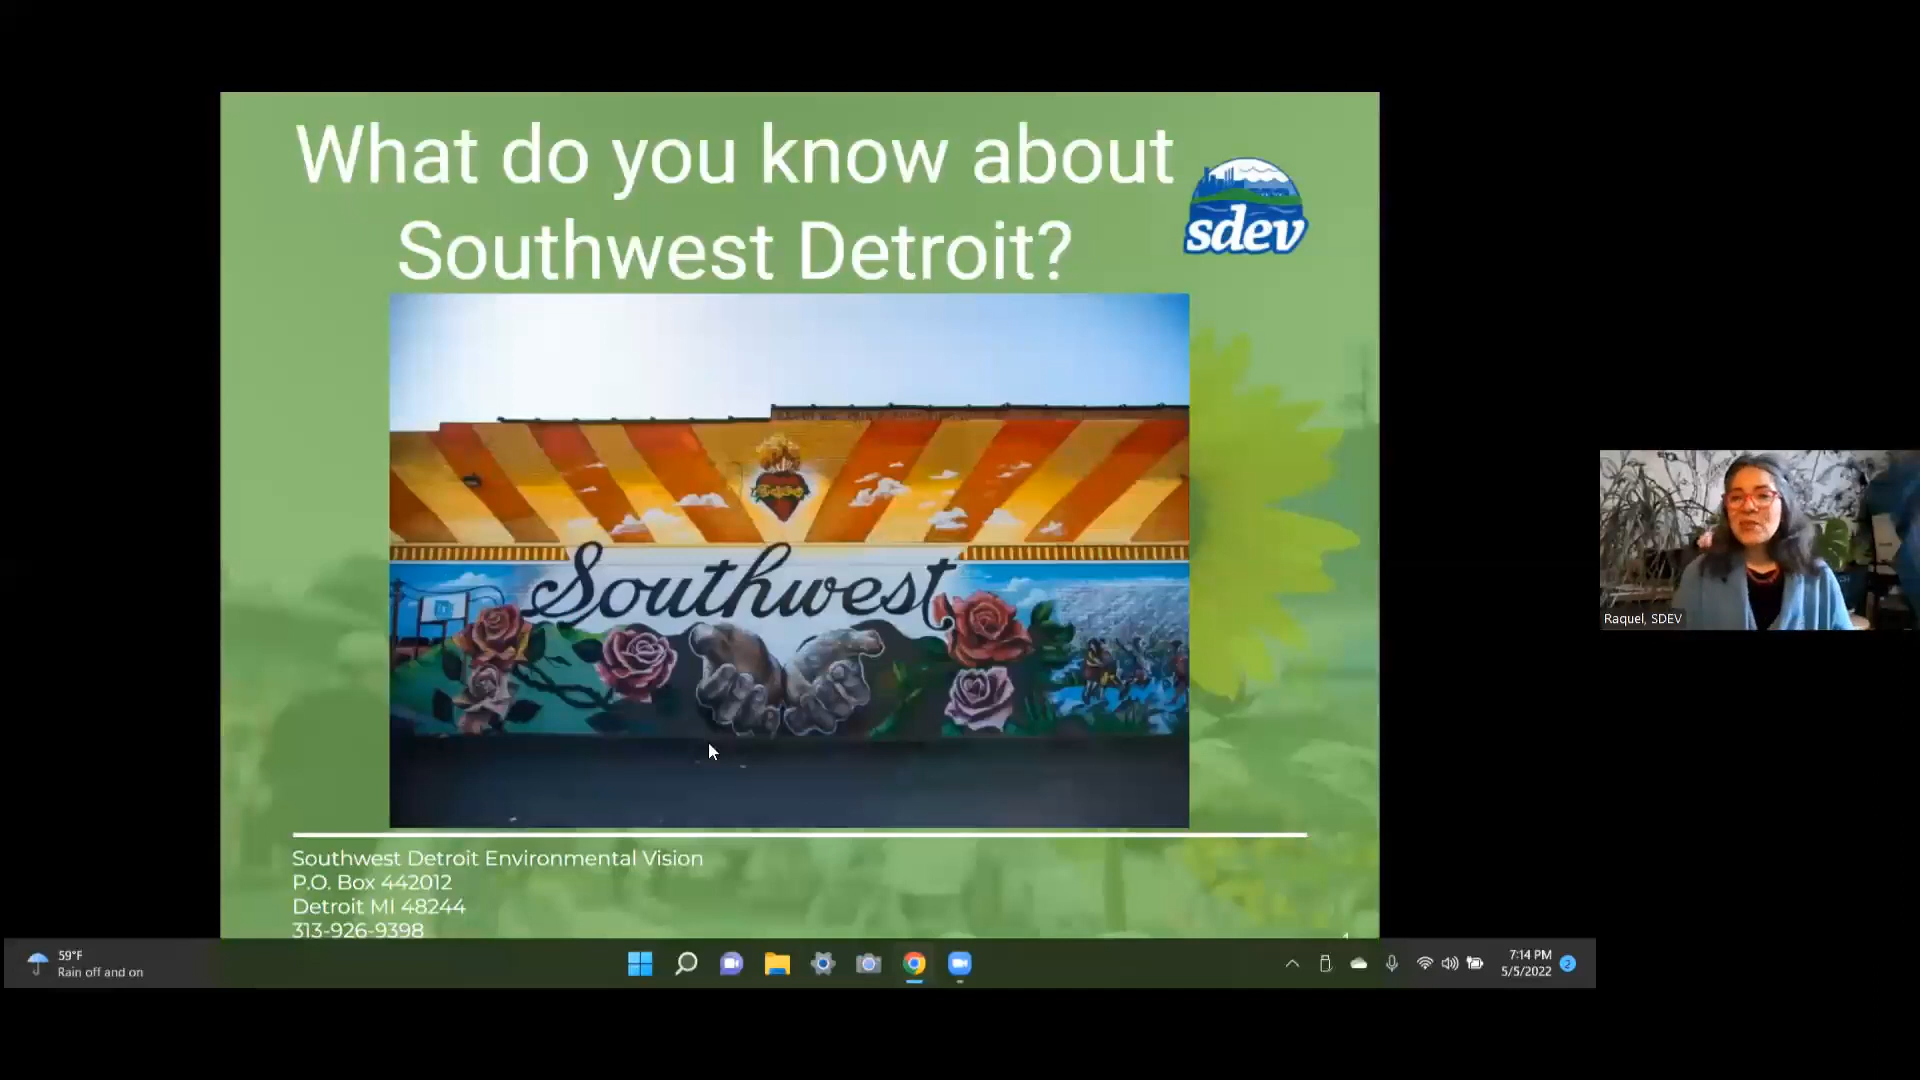 What do you know about
Southwest Detroit?
sdev
Southwest
Southwest Detroit Environmental Vision
P.O. Box 442012
Detroit MI 48244
313-926-9398
Raquel, SDEV
59°F
Rain off and on
7:14 PM
5/5/2022
2